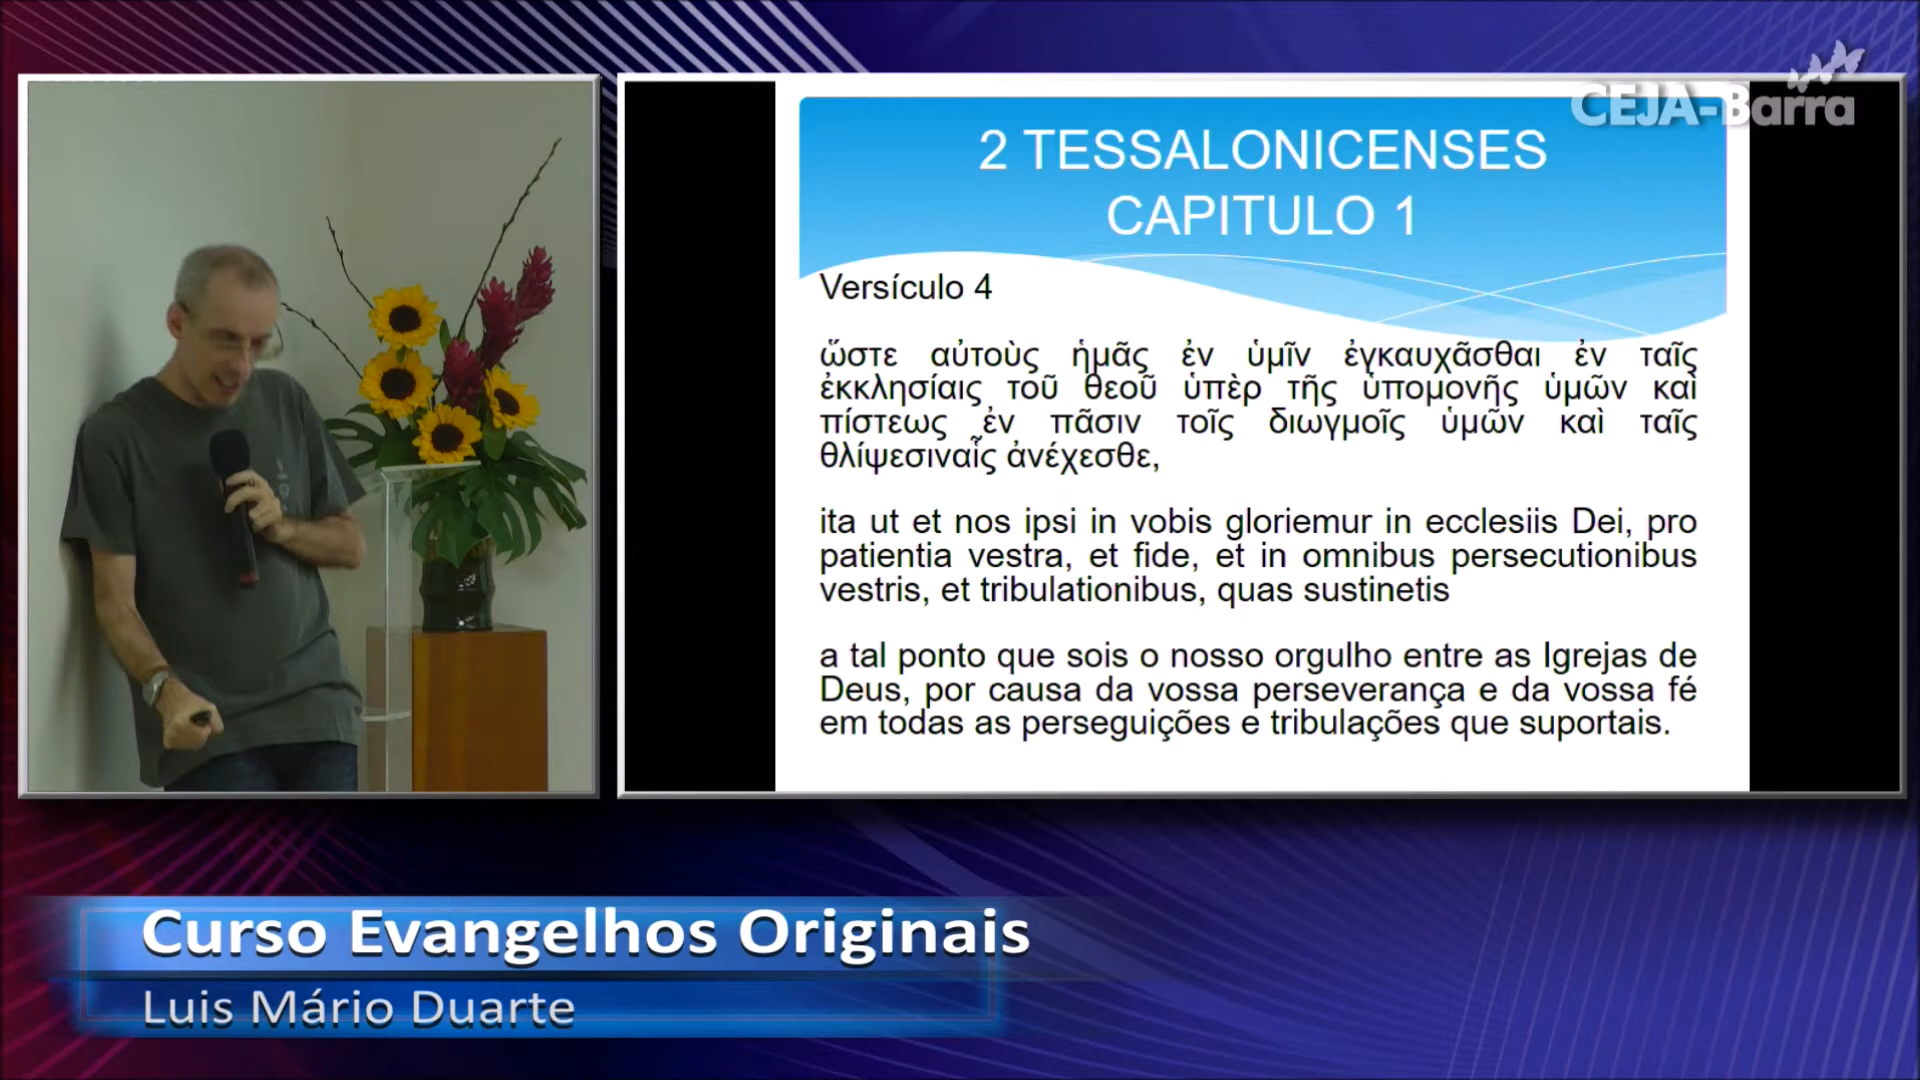 CEJA-Barra
2 TESSALONICENSES
CAPITULO 1
Versículo 4
ὥστε αὐτοὺς ἡμᾶς ἐν ὑμῖν ἐγκαυχᾶσθαι ἐν ταῖς
ἐκκλησίαις τοῦ θεοῦ ὑπὲρ τῆς ὑπομονῆς ὑμῶν καὶ
πίστεως ἐν πᾶσιν τοῖς διωγμοῖς ὑμῶν καὶ ταῖς
θλίψεσιναἷς ἀνέχεσθε,
ita ut et nos ipsi in vobis gloriemur in ecclesiis Dei, pro
patientia vestra, et fide, et in omnibus persecutionibus
vestris, et tribulationibus, quas sustinetis
a tal ponto que sois o nosso orgulho entre as Igrejas de
Deus, por causa da vossa perseverança e da vossa fé
em todas as perseguições e tribulações que suportais.
Curso Evangelhos Originais
Luis Mário Duarte